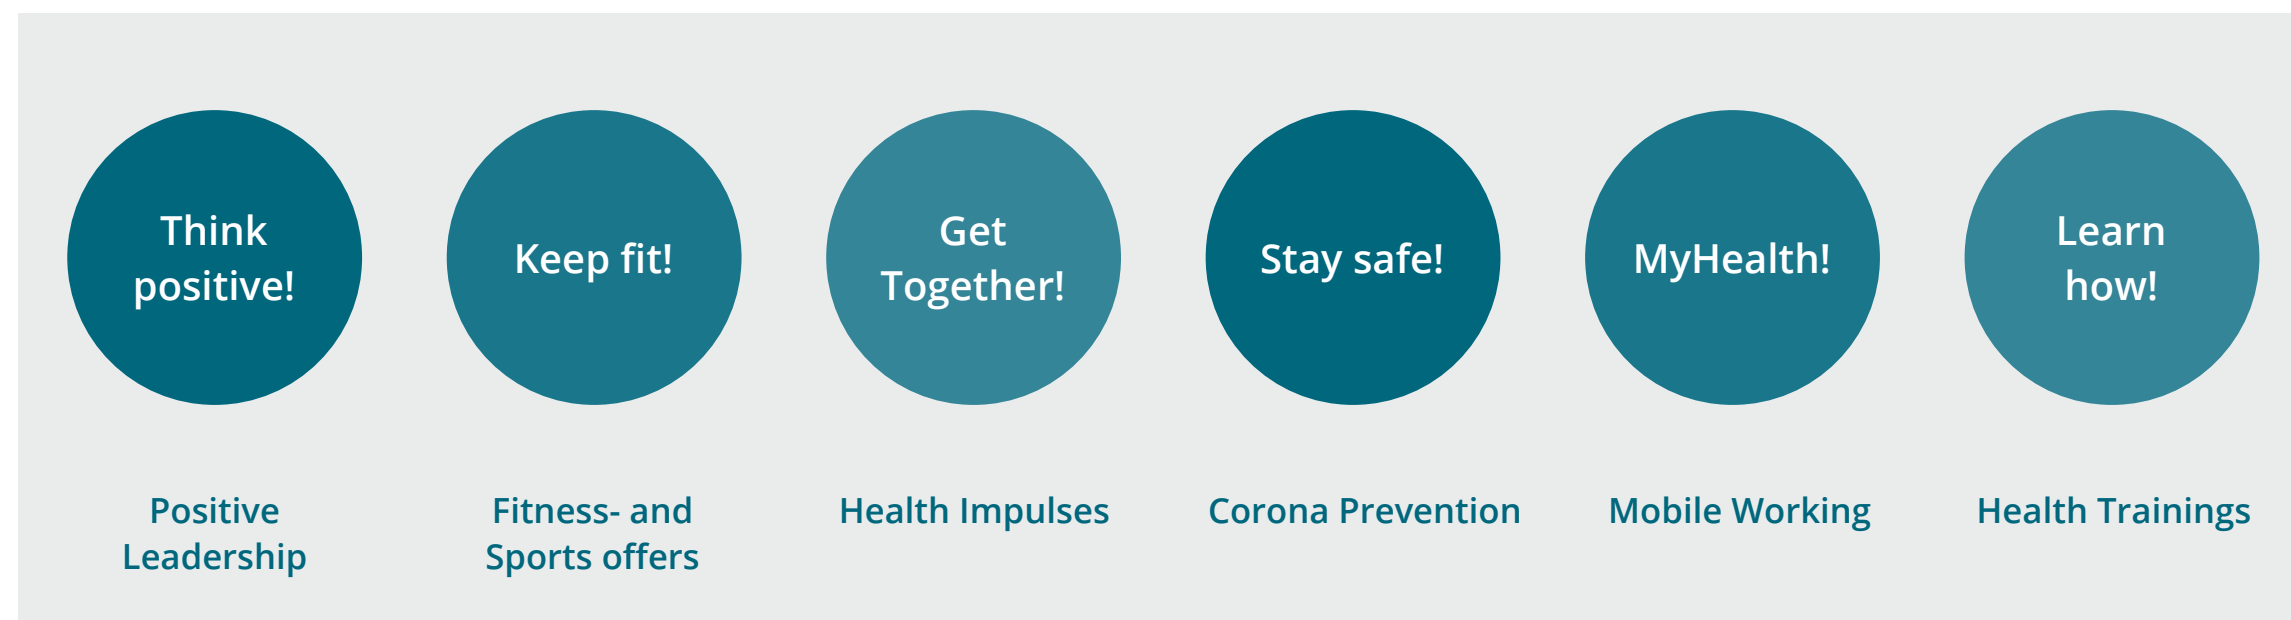 Think
positive!
Keep fit!
Get
Together!
Stay safe!
MyHealth!
Learn
how!
Positive
Leadership
Fitness- and
Sports offers
Health Impulses
Corona Prevention
Mobile Working
Health Trainings